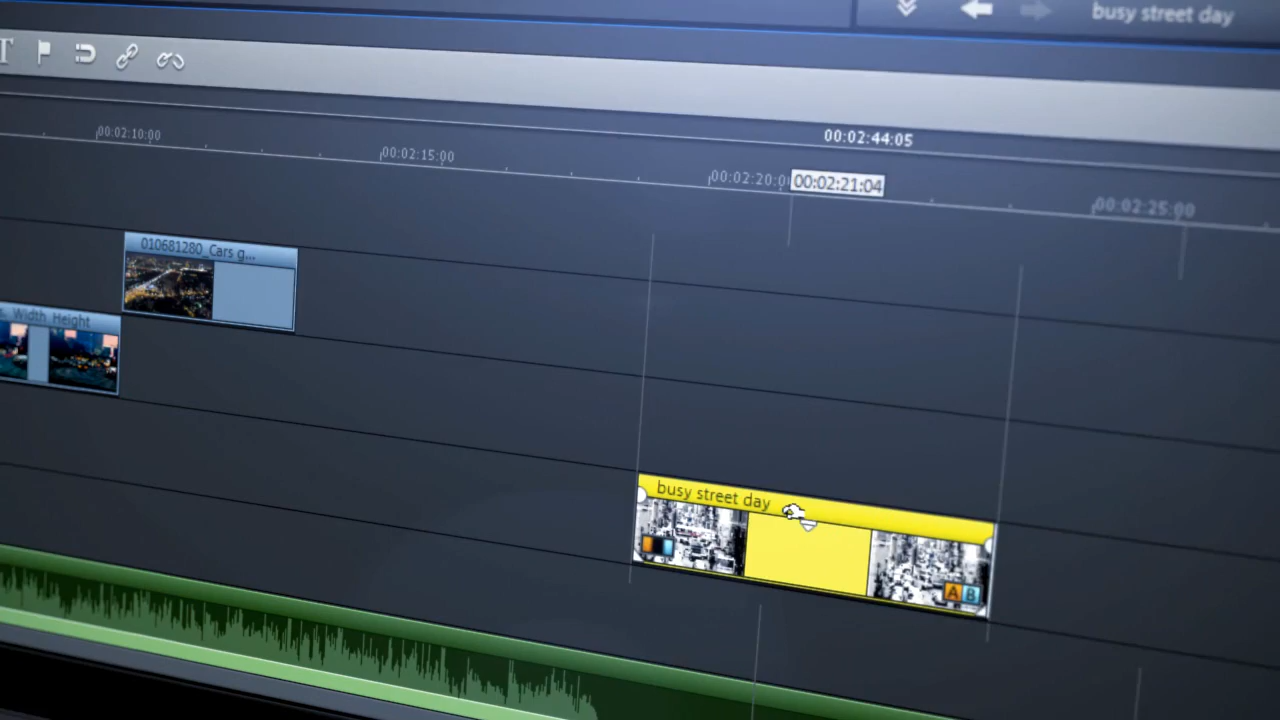 busy street day
T
00:02:44:05
00:02:10:00
00:02:15:00
00:02:20:0
00:02:21:04
00:02:25:00
010681280_Cars g...
Width Height
busy street day
A B